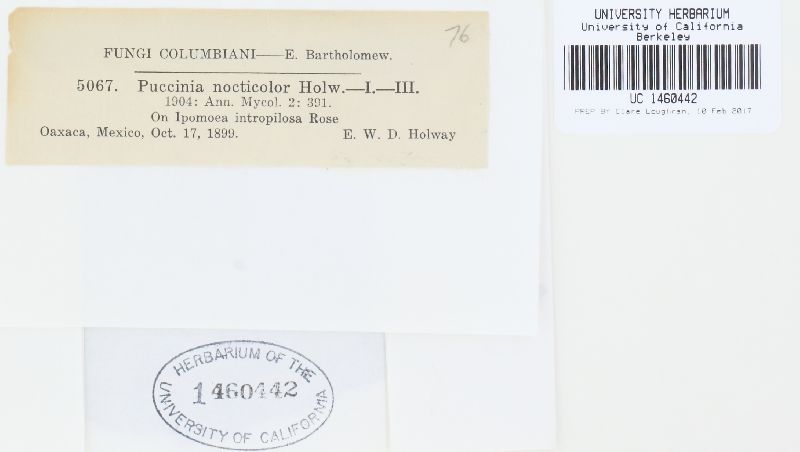 76
FUNGI COLUMBIANI—E. Bartholomew.
5067. Puccinia nocticolor Holw.—I.—III.
1904: Ann. Mycol. 2: 391.
On Ipomoea intropilosa Rose
Oaxaca, Mexico, Oct. 17, 1899. E. W. D. Holway
UNIVERSITY HERBARIUM
University of California
Berkeley
UC 1460442
PREP BY Clare Loughran, 10 Feb 2017
HERBARIUM OF THE
1460442
UNIVERSITY OF CALIFORNIA